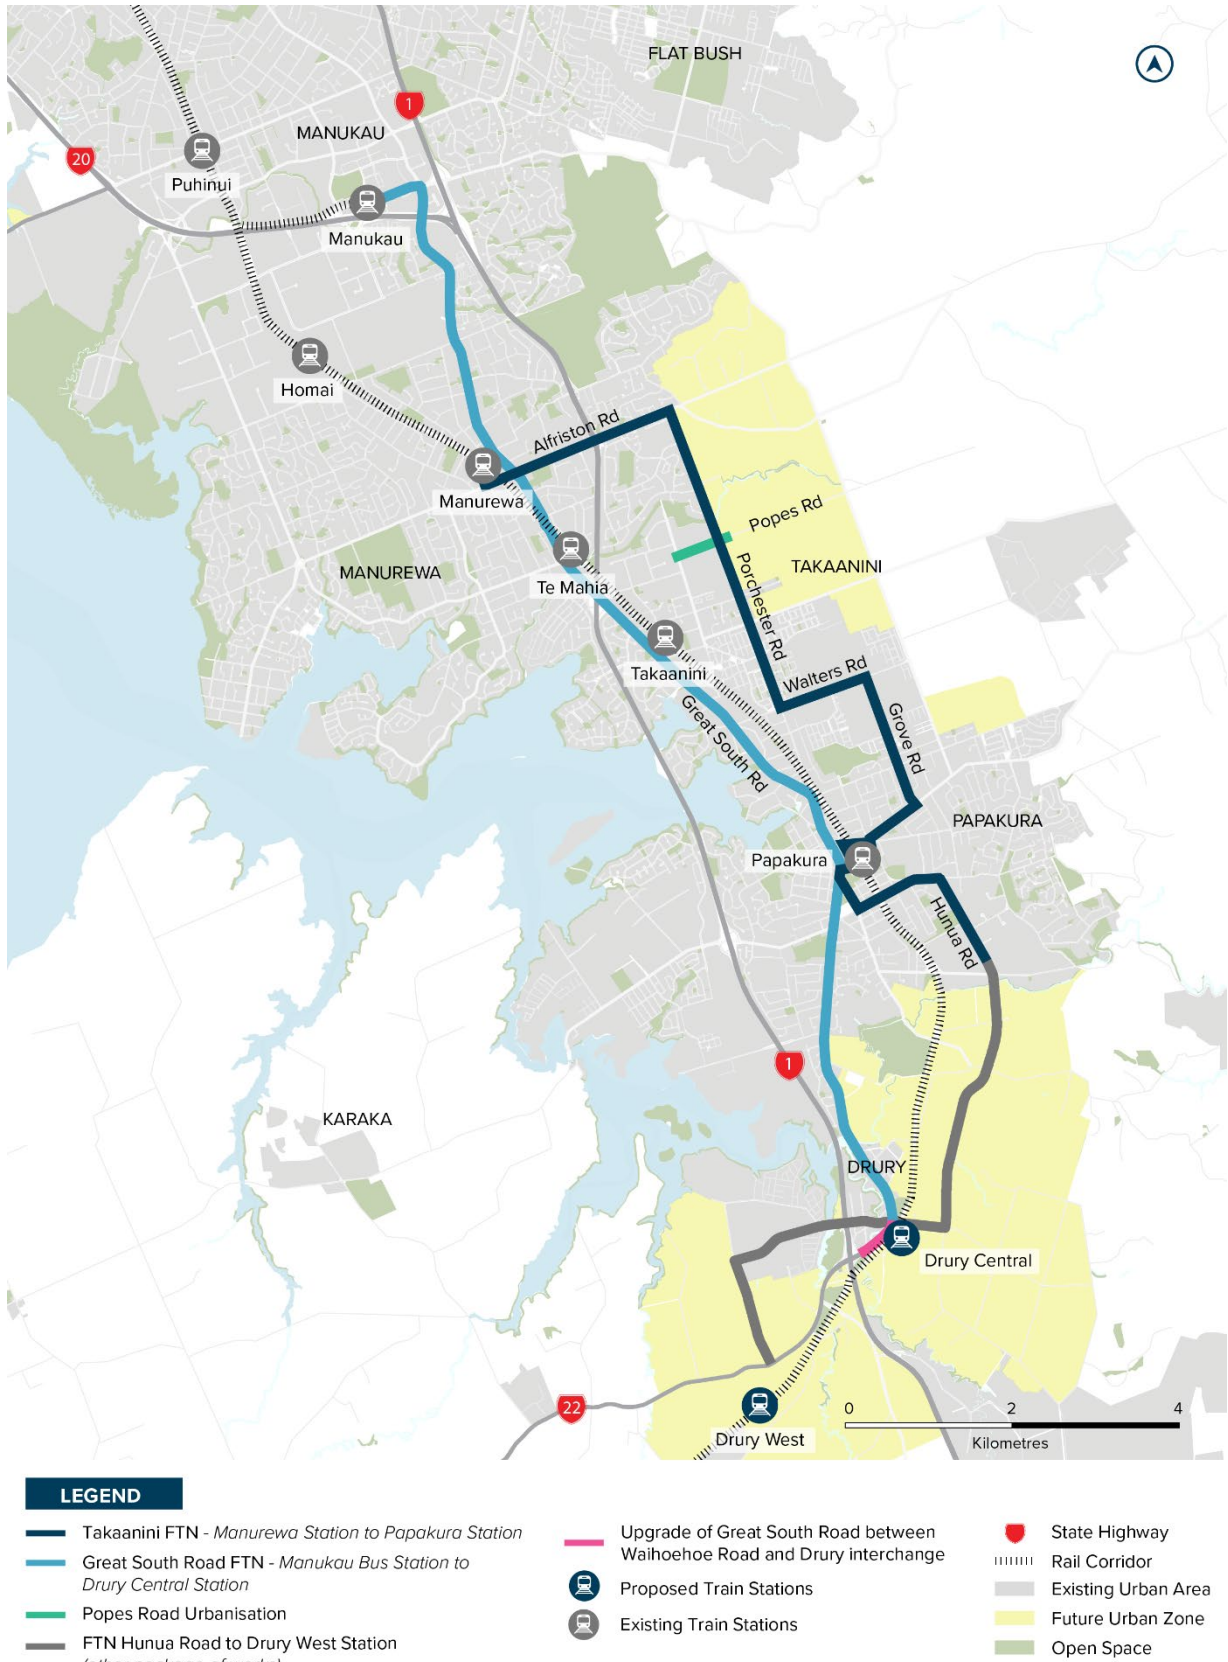 FLAT BUSH
1
MANUKAU
20
Puhinui
Manukau
Homai
Alfriston Rd
Manurewa
Popes Rd
MANUREWA
TAKAANINI
Te Mahia
Porchester Rd
Takaanini
Walters Rd
Great South Rd
Grove Rd
PAPAKURA
Papakura
Hunua Rd
1
KARAKA
DRURY
Drury Central
22
Drury West
0 2 4
Kilometres
LEGEND
Takaanini FTN - Manurewa Station to Papakura Station
Great South Road FTN - Manukau Bus Station to
Drury Central Station
Popes Road Urbanisation
FTN Hunua Road to Drury West Station
(other package of works)
Upgrade of Great South Road between
Waihoehoe Road and Drury interchange
Proposed Train Stations
Existing Train Stations
State Highway
Rail Corridor
Existing Urban Area
Future Urban Zone
Open Space